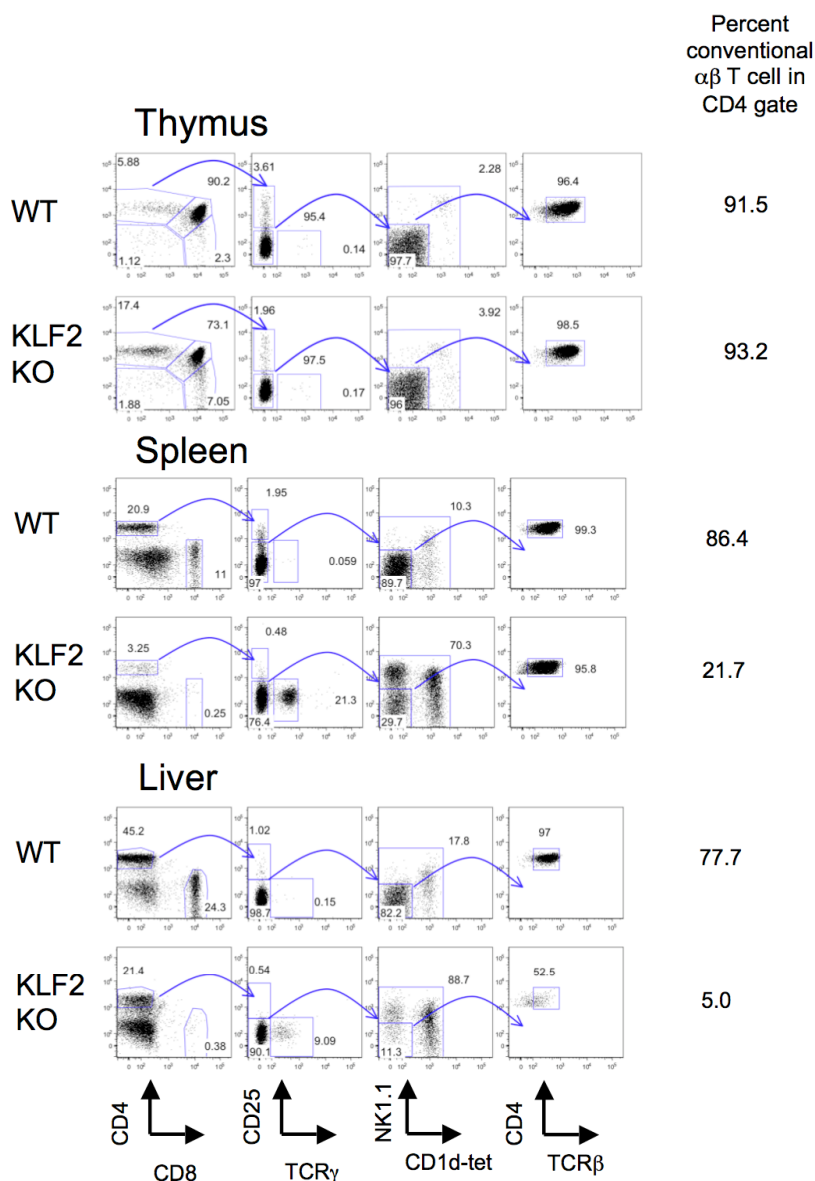 Percent
conventional
αβ T cell in
CD4 gate
Thymus
WT
5.88
90.2
1.12
2.3
3.61
95.4
0.14
2.28
97.7
96.4
91.5
KLF2
KO
17.4
73.1
1.88
7.05
1.96
97.5
0.17
3.92
96
98.5
93.2
Spleen
WT
20.9
11
1.95
97
0.059
10.3
89.7
99.3
86.4
KLF2
KO
3.25
0.25
0.48
76.4
21.3
70.3
29.7
95.8
21.7
Liver
WT
45.2
24.3
1.02
98.7
0.15
17.8
82.2
97
77.7
KLF2
KO
21.4
0.38
0.54
90.1
9.09
88.7
11.3
52.5
5.0
CD4
CD8
CD25
TCRγ
NK1.1
CD1d-tet
CD4
TCRβ